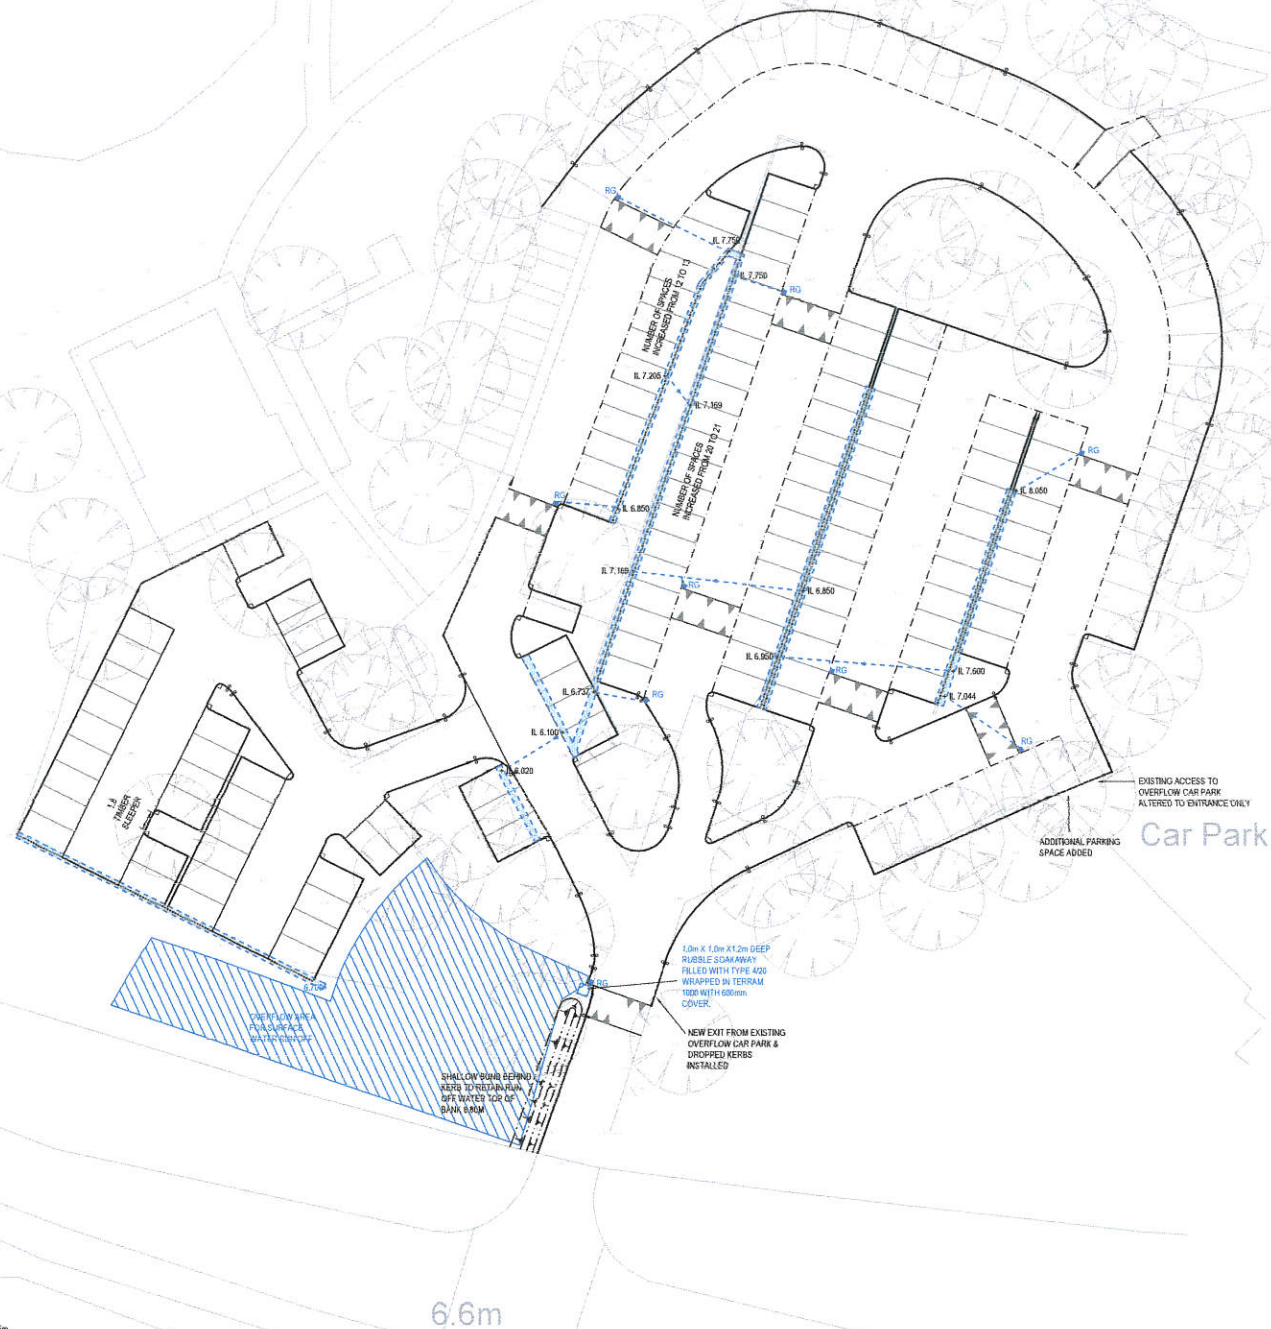 RG
IL 7.750
IL 7.750
RG
NUMBER OF SPACES
INCREASED FROM 12 TO 13
IL 7.205
IL 7.169
NUMBER OF SPACES
INCREASED FROM 20 TO 21
RG
IL 8.050
RG
IL 6.850
IL 7.169
RG
IL 6.850
IL 6.950
RG
IL 7.600
IL 6.737
RG
IL 7.044
IL 6.100
RG
IL 6.020
EXISTING ACCESS TO
OVERFLOW CAR PARK
ALTERED TO ENTRANCE ONLY
Car Park
ADDITIONAL PARKING
SPACE ADDED
TIMBER
SLEEPER
1.0m X 1.0m X1.2m DEEP
RUBBLE SOAKAWAY
FILLED WITH TYPE 4/20
WRAPPED IN TERRAM
1000 WITH 600mm
COVER.
RG
OVERFLOW AREA
FOR SURFACE
WATER RUN OFF
NEW EXIT FROM EXISTING
OVERFLOW CAR PARK &
DROPPED KERBS
INSTALLED
SHALLOW BUND BEHIND
KERB TO RETAIN RUN
OFF WATER TOP OF
BANK
6.6m